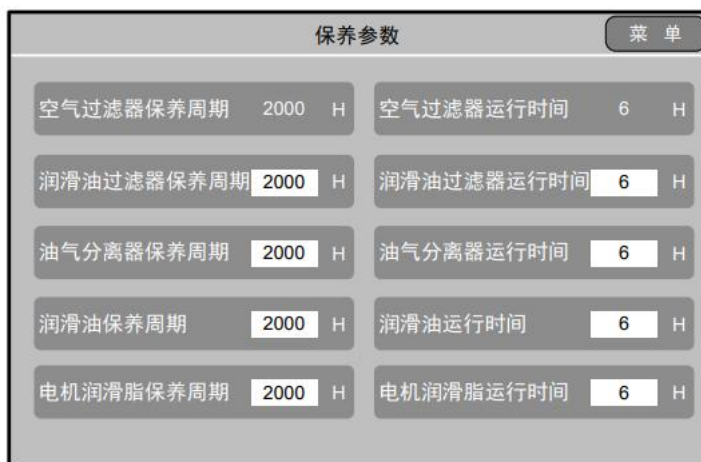 保养参数 菜 单
空气过滤器保养周期 2000 H 空气过滤器运行时间 6 H
润滑油过滤器保养周期 2000 H 润滑油过滤器运行时间 6 H
油气分离器保养周期 2000 H 油气分离器运行时间 6 H
润滑油保养周期 2000 H 润滑油运行时间 6 H
电机润滑脂保养周期 2000 H 电机润滑脂运行时间 6 H